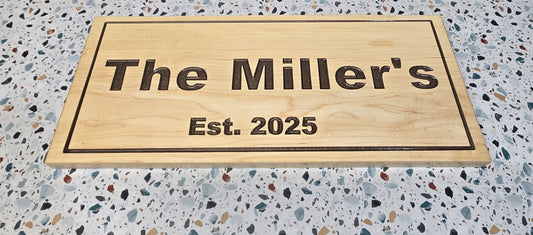 The Miller's
Est. 2025